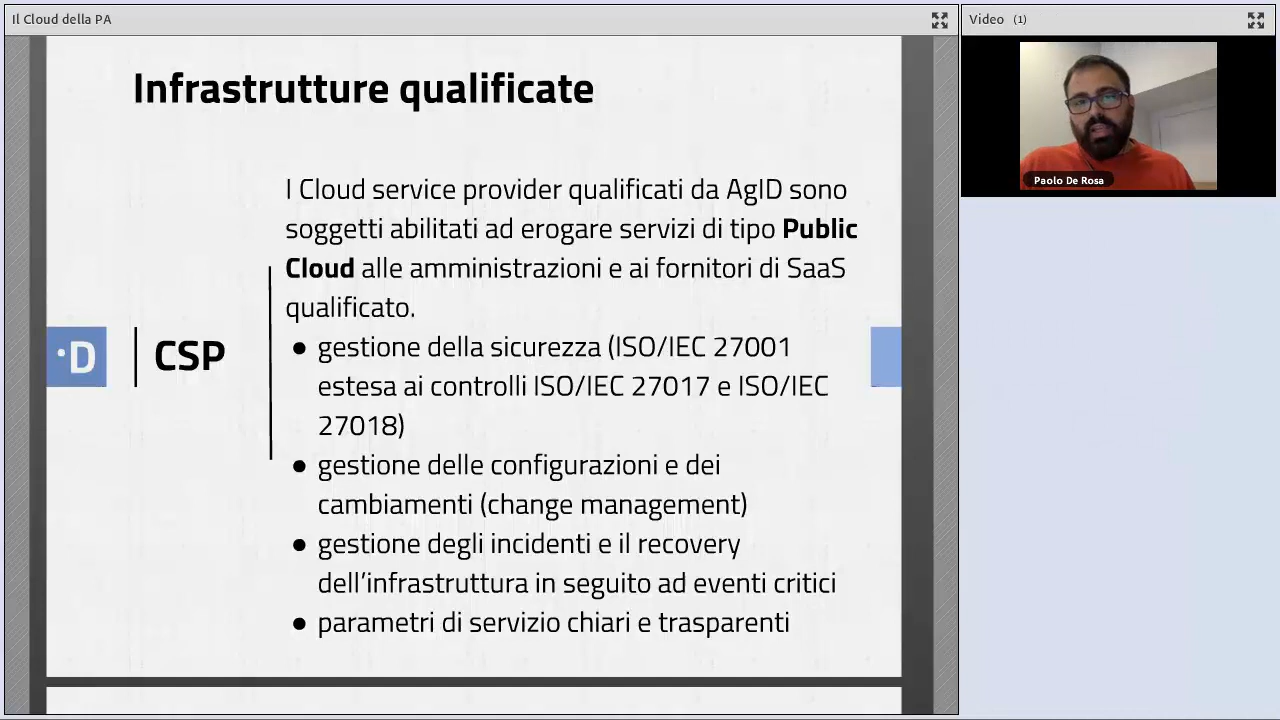 Il Cloud della PA
Video (1)
Infrastrutture qualificate
I Cloud service provider qualificati da AgID sono
soggetti abilitati ad erogare servizi di tipo Public
Cloud alle amministrazioni e ai fornitori di SaaS
qualificato.
● gestione della sicurezza (ISO/IEC 27001
estesa ai controlli ISO/IEC 27017 e ISO/IEC
27018)
● gestione delle configurazioni e dei
cambiamenti (change management)
● gestione degli incidenti e il recovery
dell’infrastruttura in seguito ad eventi critici
● parametri di servizio chiari e trasparenti
·D
CSP
Paolo De Rosa